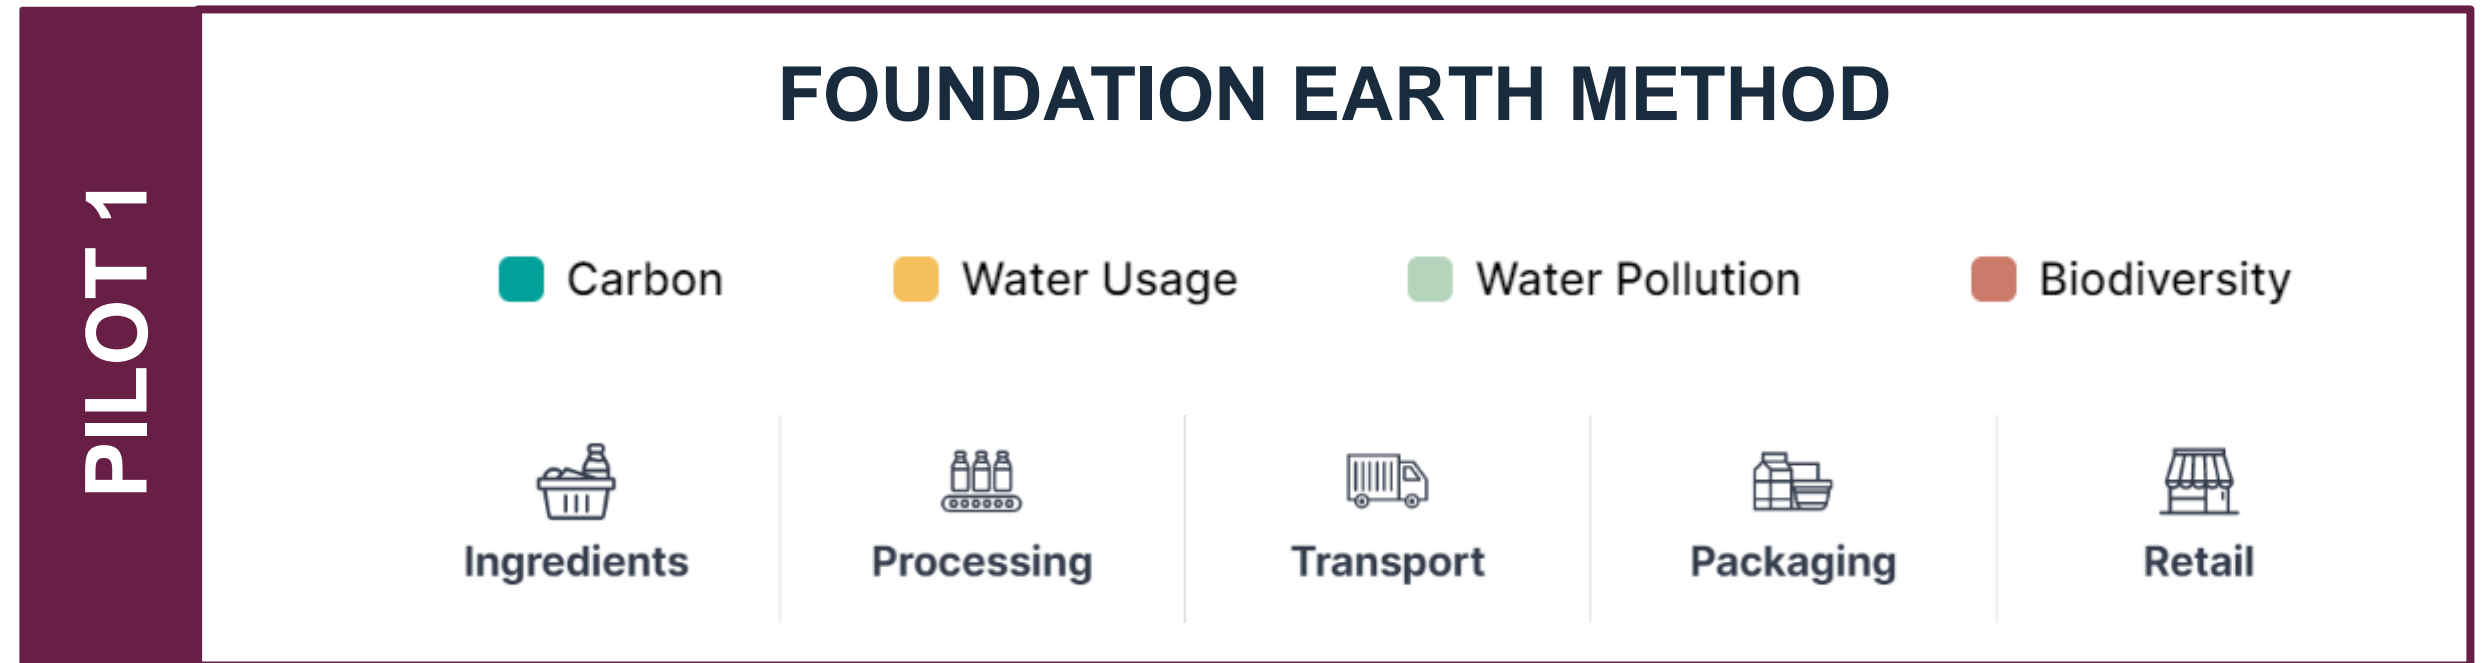 PILOT 1
FOUNDATION EARTH METHOD
Carbon Water Usage Water Pollution Biodiversity
Ingredients Processing Transport Packaging Retail